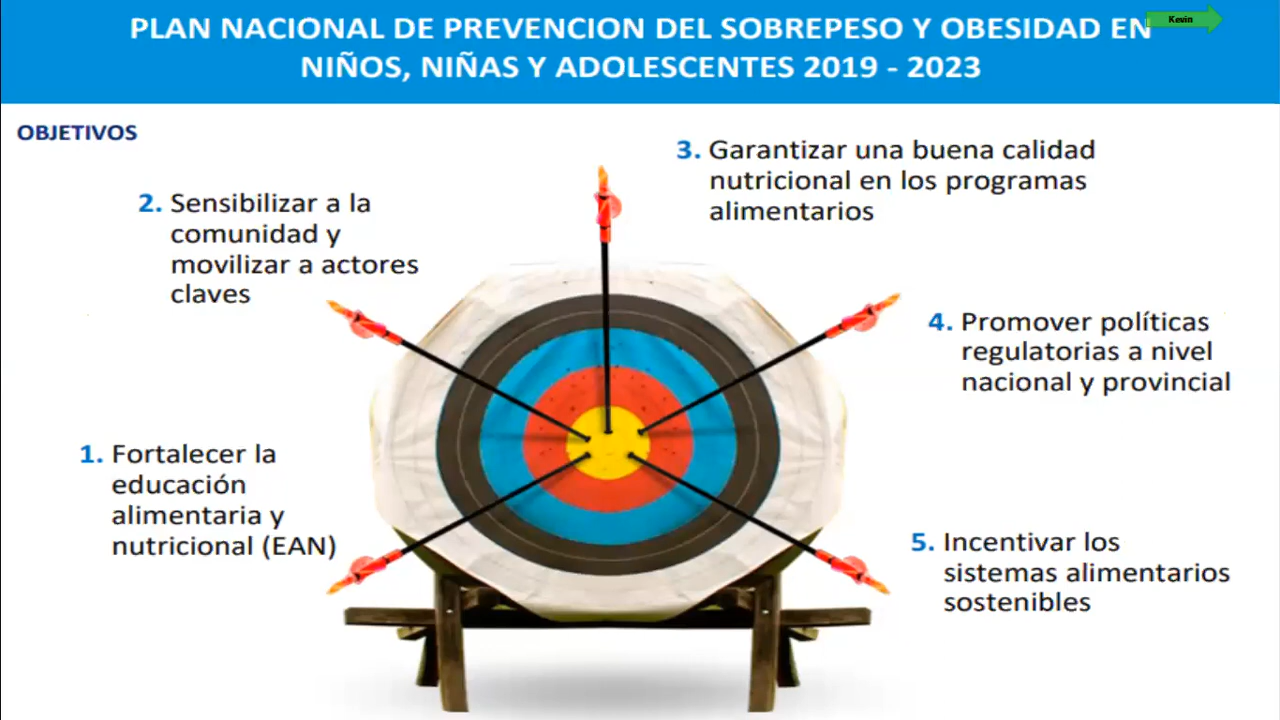 PLAN NACIONAL DE PREVENCION DEL SOBREPESO Y OBESIDAD EN
NIÑOS, NIÑAS Y ADOLESCENTES 2019 - 2023
Kevin
OBJETIVOS
1. Fortalecer la
educación
alimentaria y
nutricional (EAN)
2. Sensibilizar a la
comunidad y
movilizar a actores
claves
3. Garantizar una buena calidad
nutricional en los programas
alimentarios
4. Promover políticas
regulatorias a nivel
nacional y provincial
5. Incentivar los
sistemas alimentarios
sostenibles